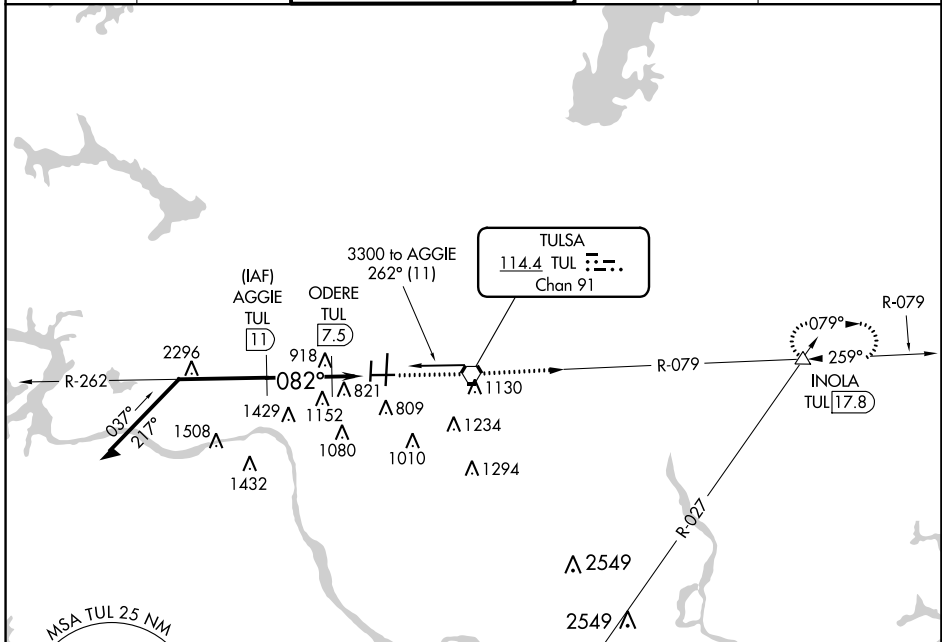 TULSA
114.4 TUL
Chan 91
3300 to AGGIE
262° (11)
(IAF)
AGGIE
TUL
11
ODERE
TUL
7.5
R-079
079°
259°
INOLA
TUL 17.8
R-079
2296
918
R-262
082°
821
1130
037°
217°
1429
1152
809
1508
1080
1010
1234
1432
1294
R-027
2549
2549
MSA TUL 25 NM